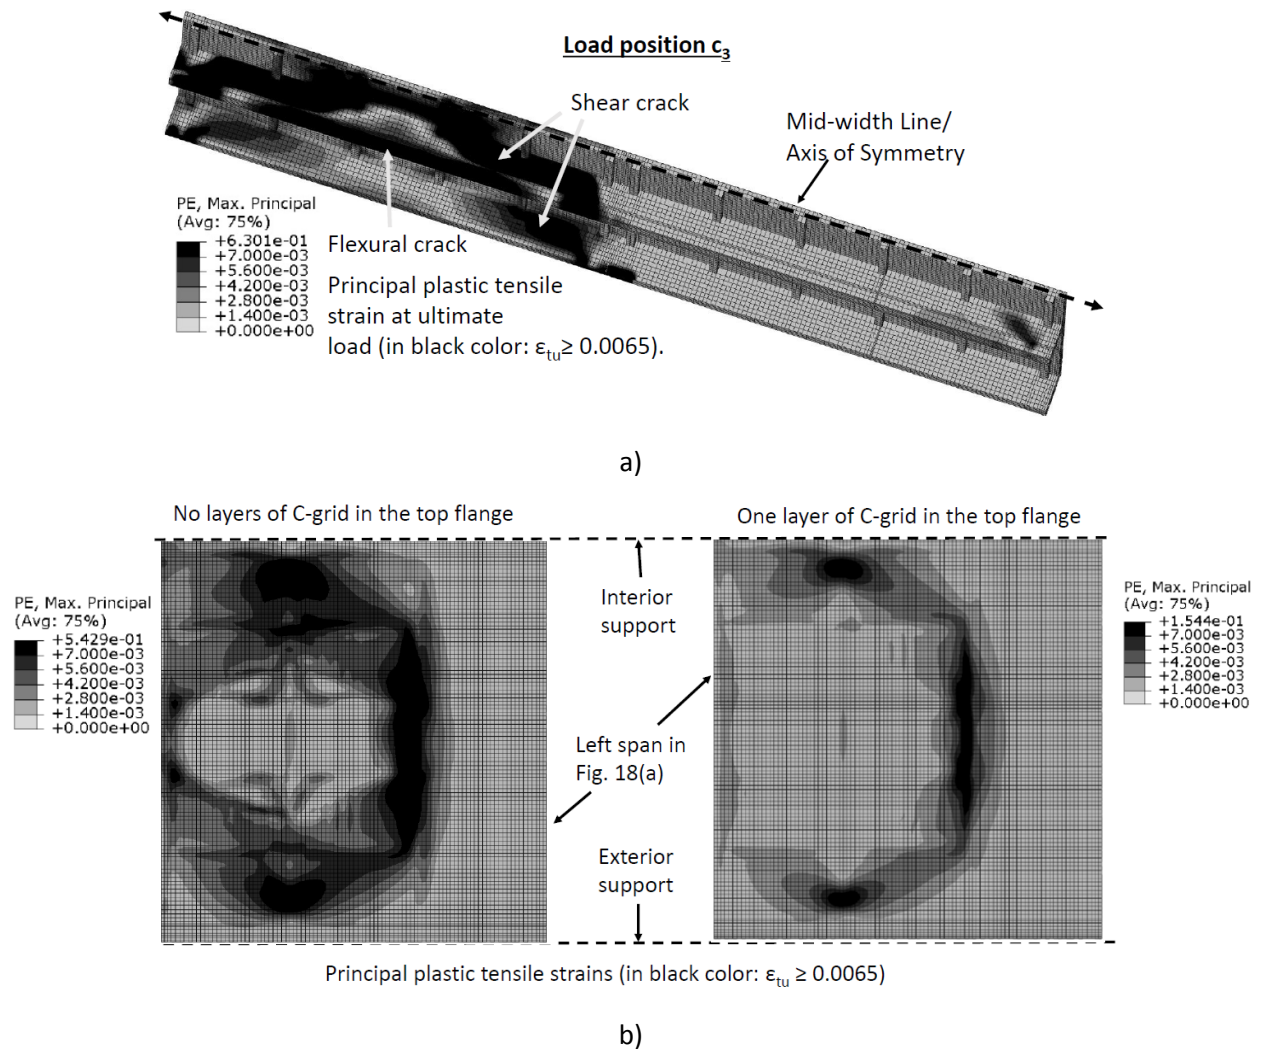 Load position c3
Shear crack
Mid-width Line/
Axis of Symmetry
PE, Max. Principal
(Avg: 75%)
+6.301e-01
+7.000e-03
+5.600e-03
+4.200e-03
+2.800e-03
+1.400e-03
+0.000e+00
Flexural crack
Principal plastic tensile
strain at ultimate
load (in black color: εtu≥ 0.0065).
a)
No layers of C-grid in the top flange
One layer of C-grid in the top flange
PE, Max. Principal
(Avg: 75%)
+5.429e-01
+7.000e-03
+5.600e-03
+4.200e-03
+2.800e-03
+1.400e-03
+0.000e+00
Interior
support
Left span in
Fig. 18(a)
Exterior
support
PE, Max. Principal
(Avg: 75%)
+1.544e-01
+7.000e-03
+5.600e-03
+4.200e-03
+2.800e-03
+1.400e-03
+0.000e+00
Principal plastic tensile strains (in black color: εtu ≥ 0.0065)
b)